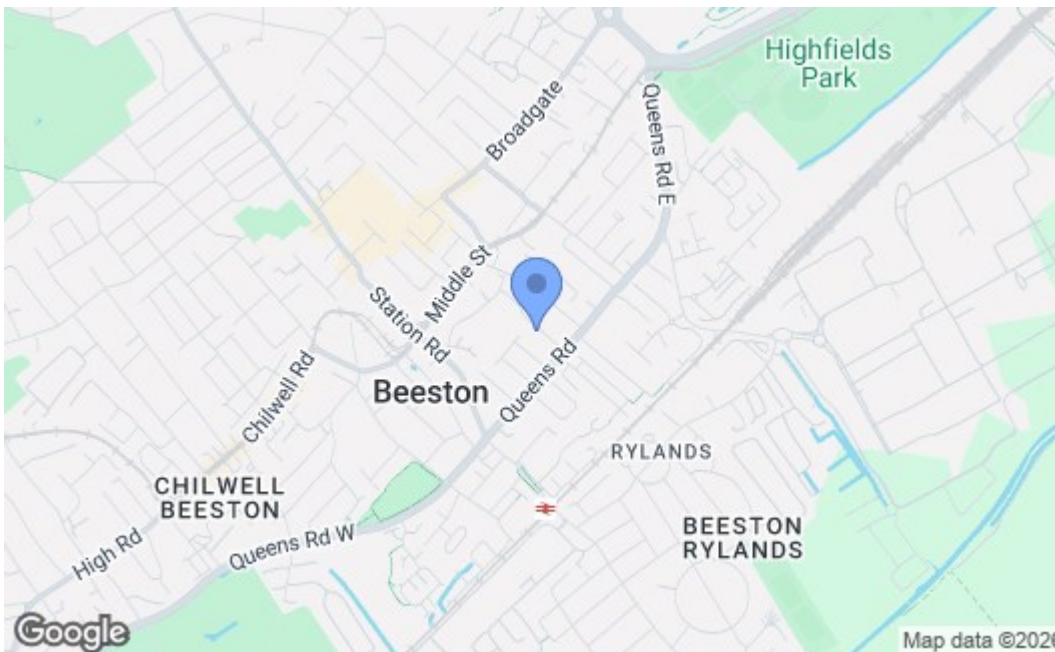 Highfields
Park
Broadgate
Queens Rd E
Middle St
Station Rd
Queens Rd
Chilwell Rd
Beeston
RYLANDS
CHILWELL
BEESTON
BEESTON
RYLANDS
High Rd
Queens Rd W
Google
Map data ©2026